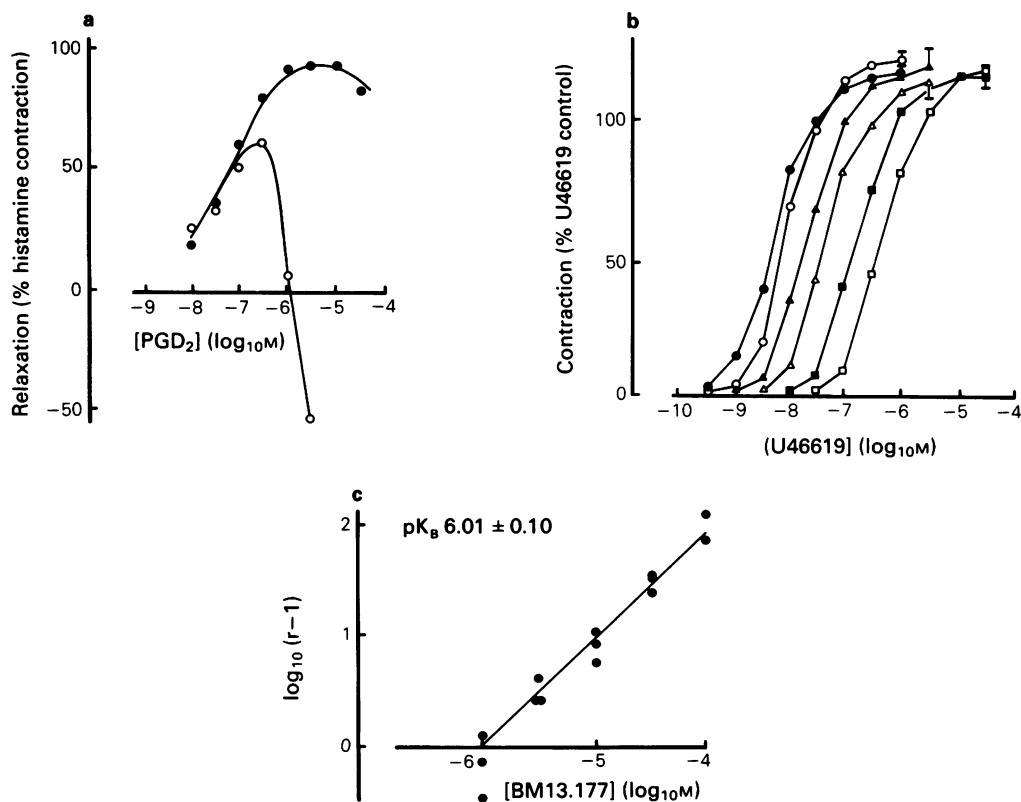 a
Relaxation (% histamine contraction)
100
50
0
−50
−9 −8 −7 −6 −5 −4
[PGD₂] (log₁₀M)
b
Contraction (% U46619 control)
100
50
0
−10 −9 −8 −7 −6 −5 −4
(U46619] (log₁₀M)
c
pK_B 6.01 ± 0.10
log₁₀ (r−1)
2
1
0
−6 −5 −4
[BM13.177] (log₁₀M)